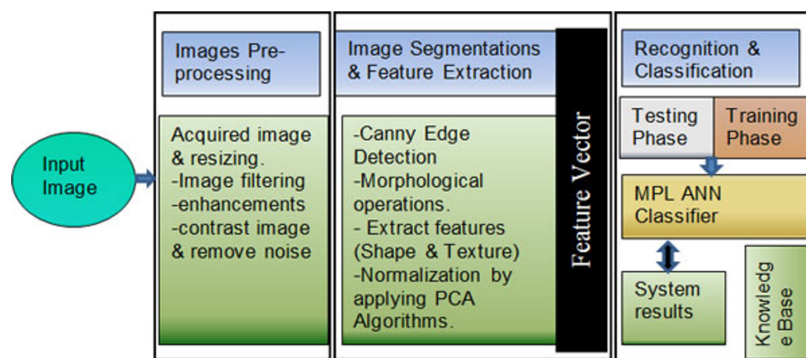 Input
Image
Images Pre-
processing
Acquired image
& resizing.
-Image filtering
-enhancements
-contrast image
& remove noise
Image Segmentations
& Feature Extraction
-Canny Edge
Detection
-Morphological
operations.
- Extract features
(Shape & Texture)
-Normalization by
applying PCA
Algorithms.
Feature Vector
Recognition &
Classification
Testing
Phase
Training
Phase
MPL ANN
Classifier
System
results
Knowledg
e Base